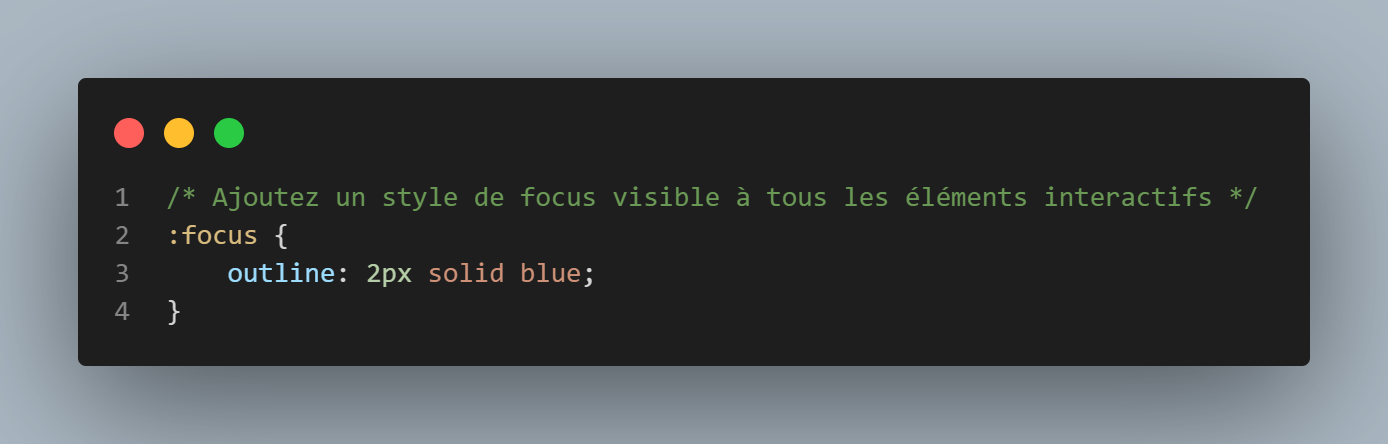 1 /* Ajoutez un style de focus visible à tous les éléments interactifs */
2 :focus {
3     outline: 2px solid blue;
4 }